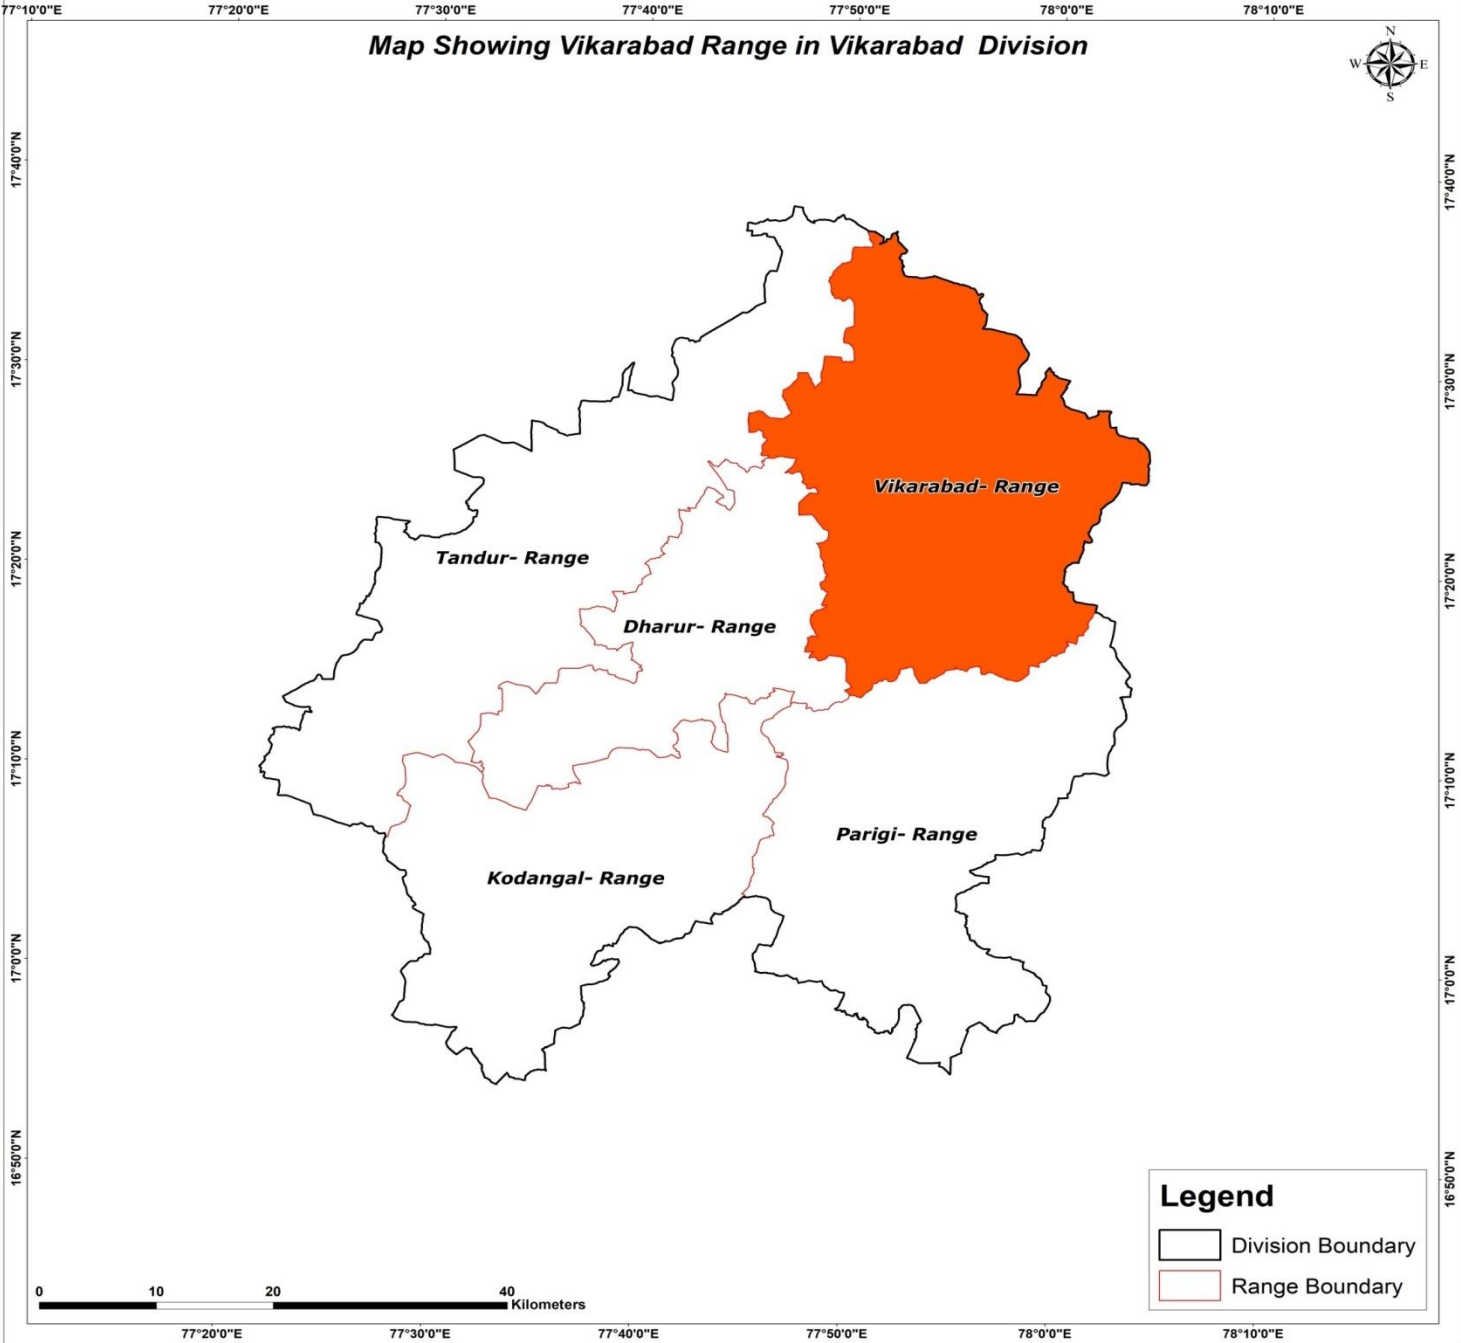 77°10'0"E 77°20'0"E 77°30'0"E 77°40'0"E 77°50'0"E 78°0'0"E 78°10'0"E
Map Showing Vikarabad Range in Vikarabad  Division
N
W E
S
17°40'0"N
17°40'0"N
17°30'0"N
17°30'0"N
Vikarabad- Range
17°20'0"N
Tandur- Range
17°20'0"N
Dharur- Range
17°10'0"N
17°10'0"N
Parigi- Range
Kodangal- Range
17°0'0"N
17°0'0"N
16°50'0"N
16°50'0"N
Legend
Division Boundary
Range Boundary
0 10 20 40
Kilometers
77°20'0"E 77°30'0"E 77°40'0"E 77°50'0"E 78°0'0"E 78°10'0"E